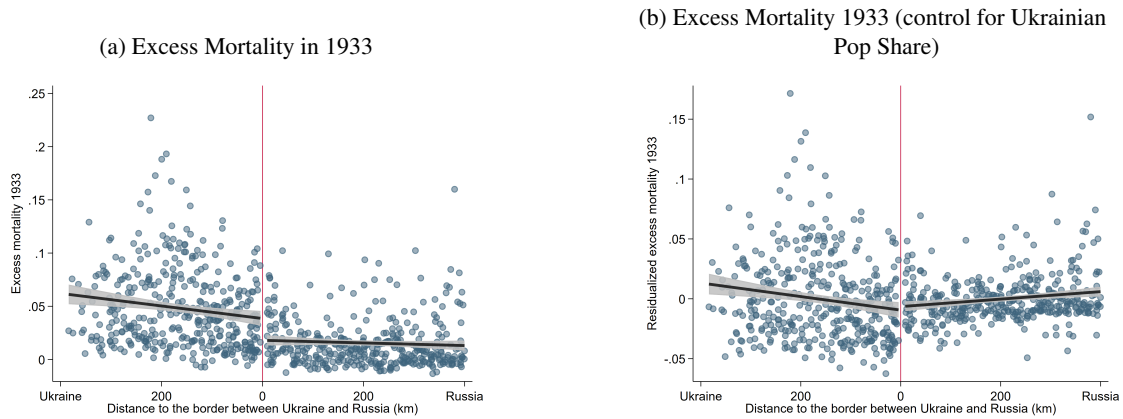 (a) Excess Mortality in 1933
Excess mortality 1933
.25
.2
.15
.1
.05
0
Ukraine 200 0 200 Russia
Distance to the border between Ukraine and Russia (km)
(b) Excess Mortality 1933 (control for Ukrainian
Pop Share)
Residualized excess mortality 1933
.15
.1
.05
0
-.05
Ukraine 200 0 200 Russia
Distance to the border between Ukraine and Russia (km)